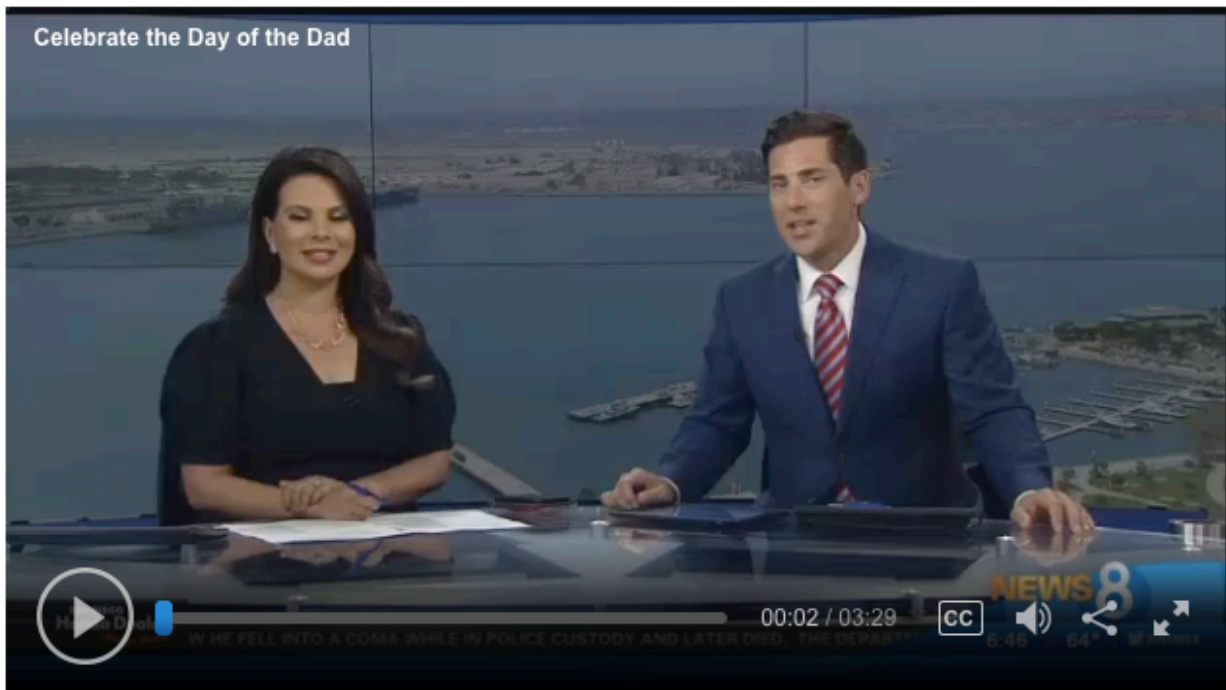 Celebrate the Day of the Dad
NEWS 8
00:02 / 03:29
CC
W HE FELL INTO A COMA WHILE IN POLICE CUSTODY AND LATER DIED. THE
6:46 64°